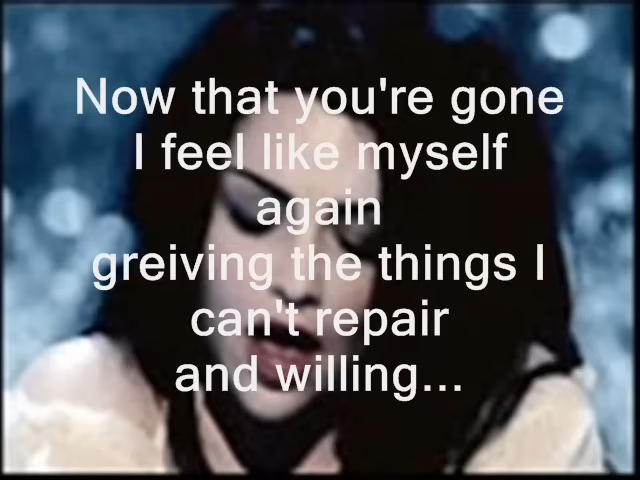 Now that you're gone
I feel like myself
again
greiving the things I
can't repair
and willing...